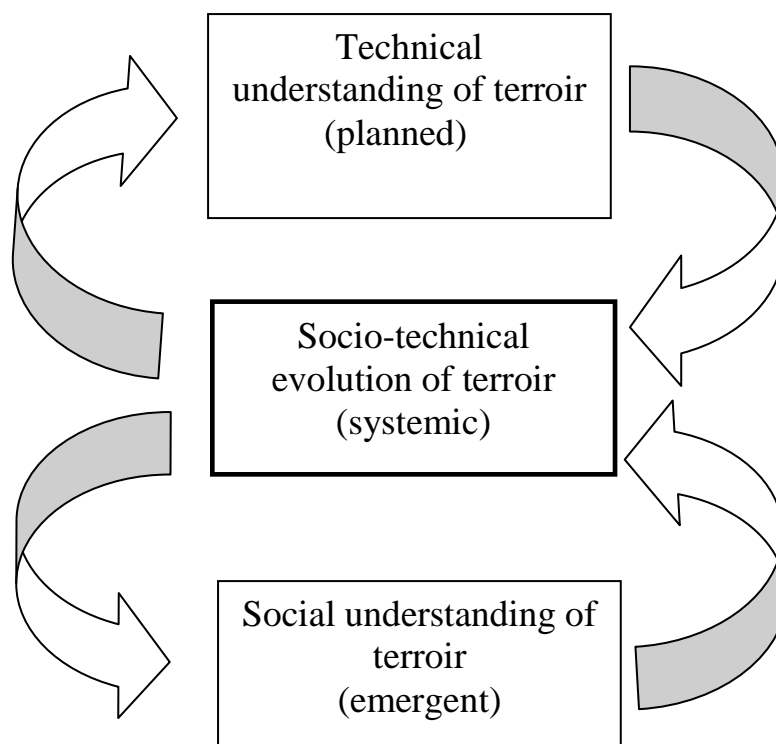 Technical
understanding of terroir
(planned)
Socio-technical
evolution of terroir
(systemic)
Social understanding of
terroir
(emergent)